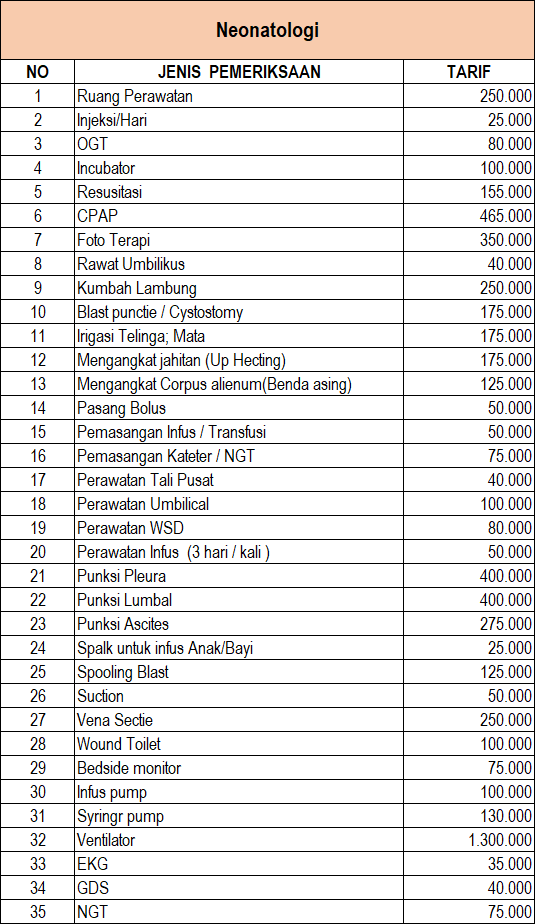 Neonatologi
NO JENIS PEMERIKSAAN TARIF
1 Ruang Perawatan 250.000
2 Injeksi/Hari 25.000
3 OGT 80.000
4 Incubator 100.000
5 Resusitasi 155.000
6 CPAP 465.000
7 Foto Terapi 350.000
8 Rawat Umbilikus 40.000
9 Kumbah Lambung 250.000
10 Blast punctie / Cystostomy 175.000
11 Irigasi Telinga; Mata 175.000
12 Mengangkat jahitan (Up Hecting) 175.000
13 Mengangkat Corpus alienum(Benda asing) 125.000
14 Pasang Bolus 50.000
15 Pemasangan Infus / Transfusi 50.000
16 Pemasangan Kateter / NGT 75.000
17 Perawatan Tali Pusat 40.000
18 Perawatan Umbilical 100.000
19 Perawatan WSD 80.000
20 Perawatan Infus (3 hari / kali ) 50.000
21 Punksi Pleura 400.000
22 Punksi Lumbal 400.000
23 Punksi Ascites 275.000
24 Spalk untuk infus Anak/Bayi 25.000
25 Spooling Blast 125.000
26 Suction 50.000
27 Vena Sectie 250.000
28 Wound Toilet 100.000
29 Bedside monitor 75.000
30 Infus pump 100.000
31 Syringr pump 130.000
32 Ventilator 1.300.000
33 EKG 35.000
34 GDS 40.000
35 NGT 75.000